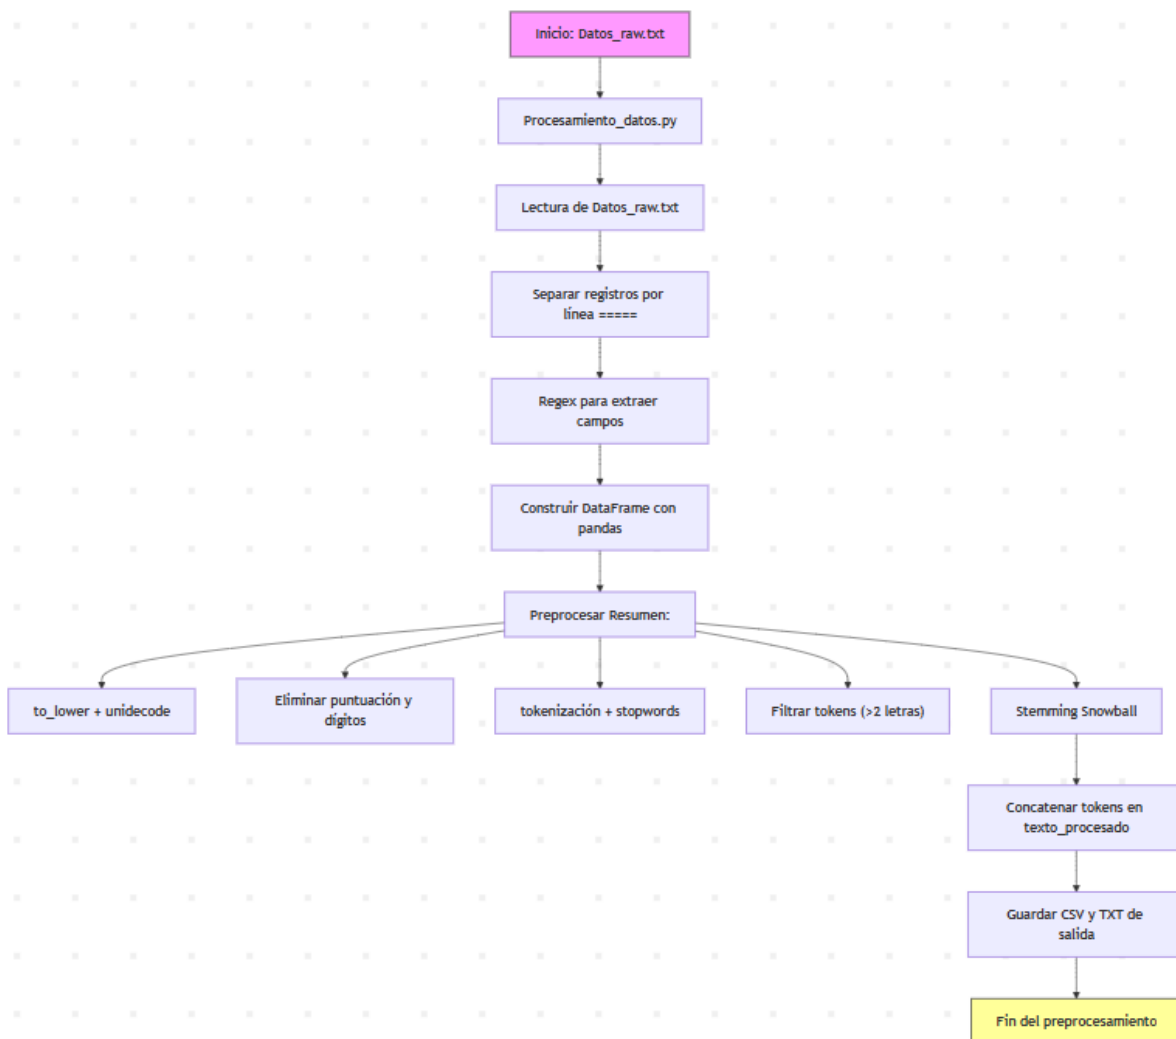 Inicio: Datos_raw.txt
Procesamiento_datos.py
Lectura de Datos_raw.txt
Separar registros por
línea =====
Regex para extraer
campos
Construir DataFrame con
pandas
Preprocesar Resumen:
to_lower + unidecode
Eliminar puntuación y
dígitos
tokenización + stopwords
Filtrar tokens (>2 letras)
Stemming Snowball
Concatenar tokens en
texto_procesado
Guardar CSV y TXT de
salida
Fin del preprocesamiento